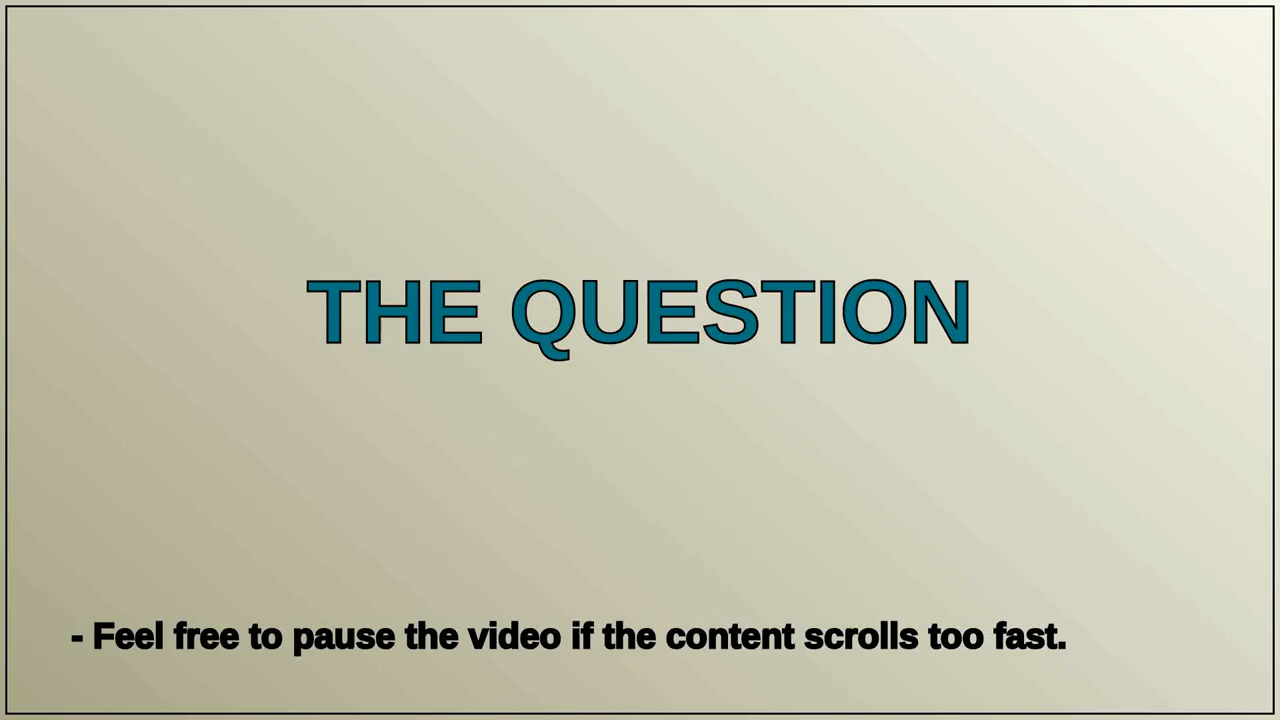 THE QUESTION
- Feel free to pause the video if the content scrolls too fast.